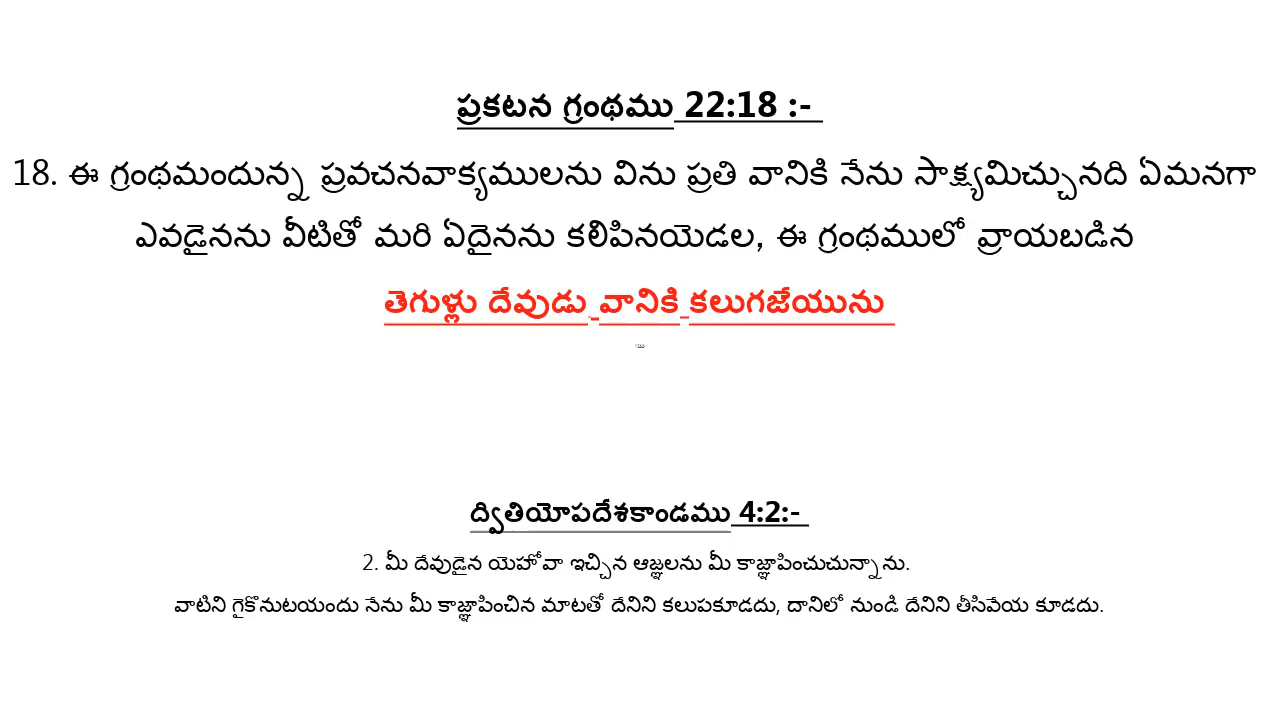 ప్రకటన గ్రంథము 22:18 :-
18. ఈ గ్రంథమందున్న ప్రవచనవాక్యములను విను ప్రతి వానికి నేను సాక్ష్యమిచ్చునది ఏమనగా
ఎవడైనను వీటితో మరి ఏదైనను కలిపినయెడల, ఈ గ్రంథములో వ్రాయబడిన
తెగుళ్లు దేవుడు వానికి కలుగజేయును
ద్వితియోపదేశకాండము 4:2:-
2. మీ దేవుడైన యెహోవా ఇచ్చిన ఆజ్ఞలను మీ కాజ్ఞాపించుచున్నాను.
వాటిని గైకొనుటయందు నేను మీ కాజ్ఞాపించిన మాటతో దేనిని కలుపకూడదు, దానిలో నుండి దేనిని తీసివేయ కూడదు.